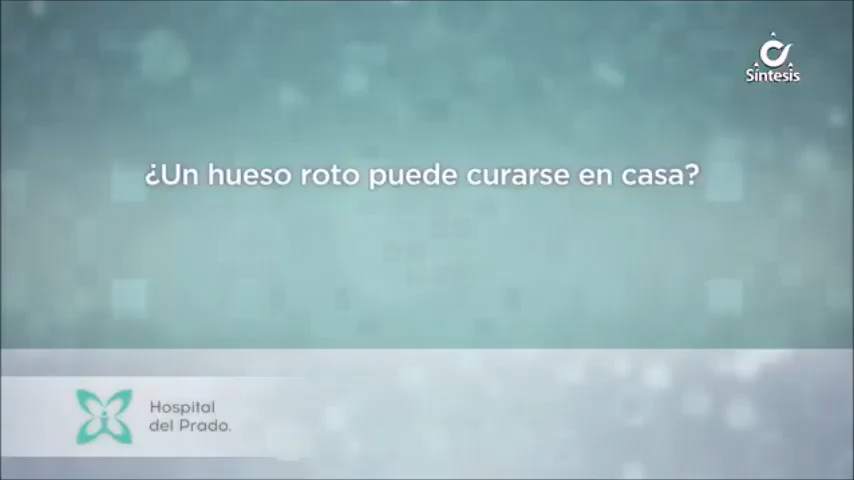 Síntesis
¿Un hueso roto puede curarse en casa?
Hospital
del Prado.